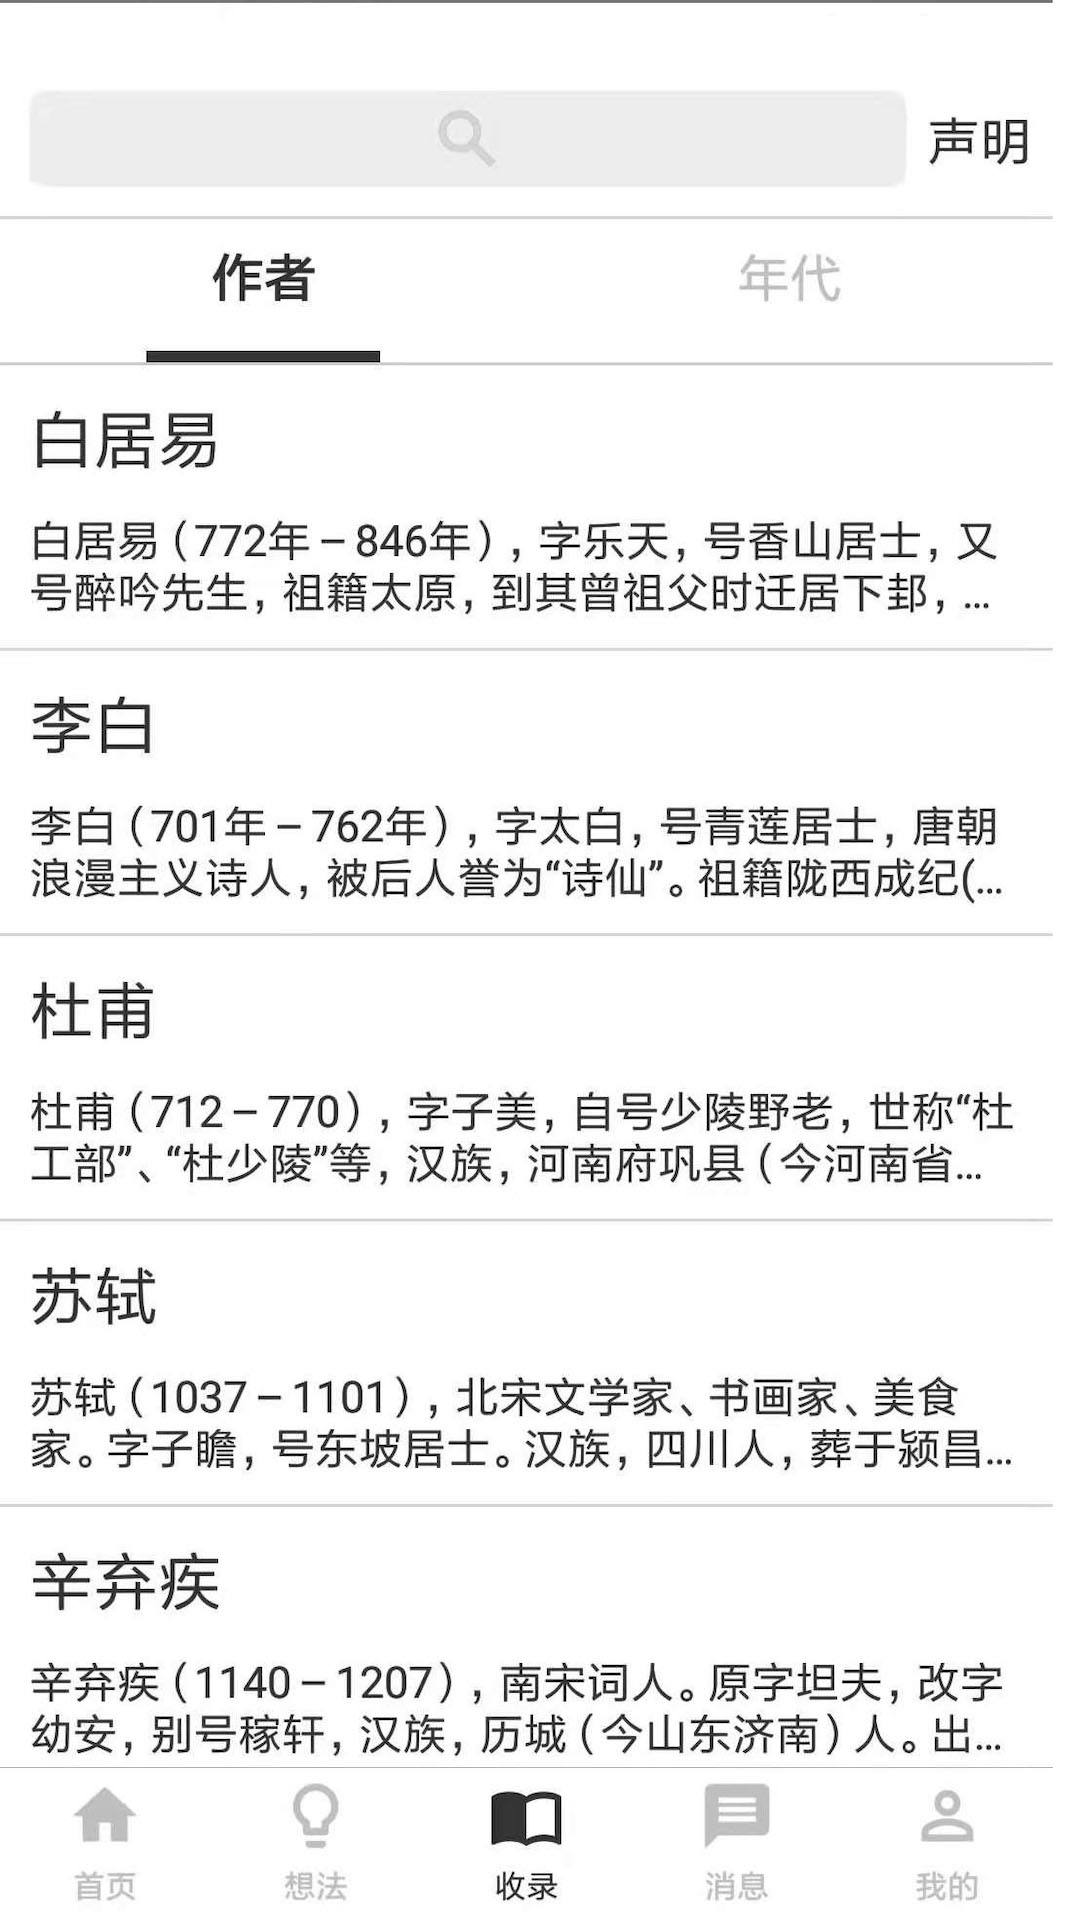 声明
作者
年代
白居易
白居易（772年－846年），字乐天，号香山居士，又
号醉吟先生，祖籍太原，到其曾祖父时迁居下邽，...
李白
李白（701年－762年），字太白，号青莲居士，唐朝
浪漫主义诗人，被后人誉为“诗仙”。祖籍陇西成纪(...
杜甫
杜甫（712－770），字子美，自号少陵野老，世称“杜
工部”、“杜少陵”等，汉族，河南府巩县（今河南省...
苏轼
苏轼（1037－1101），北宋文学家、书画家、美食
家。字子瞻，号东坡居士。汉族，四川人，葬于颍昌...
辛弃疾
辛弃疾（1140－1207），南宋词人。原字坦夫，改字
幼安，别号稼轩，汉族，历城（今山东济南）人。出...
首页
想法
收录
消息
我的